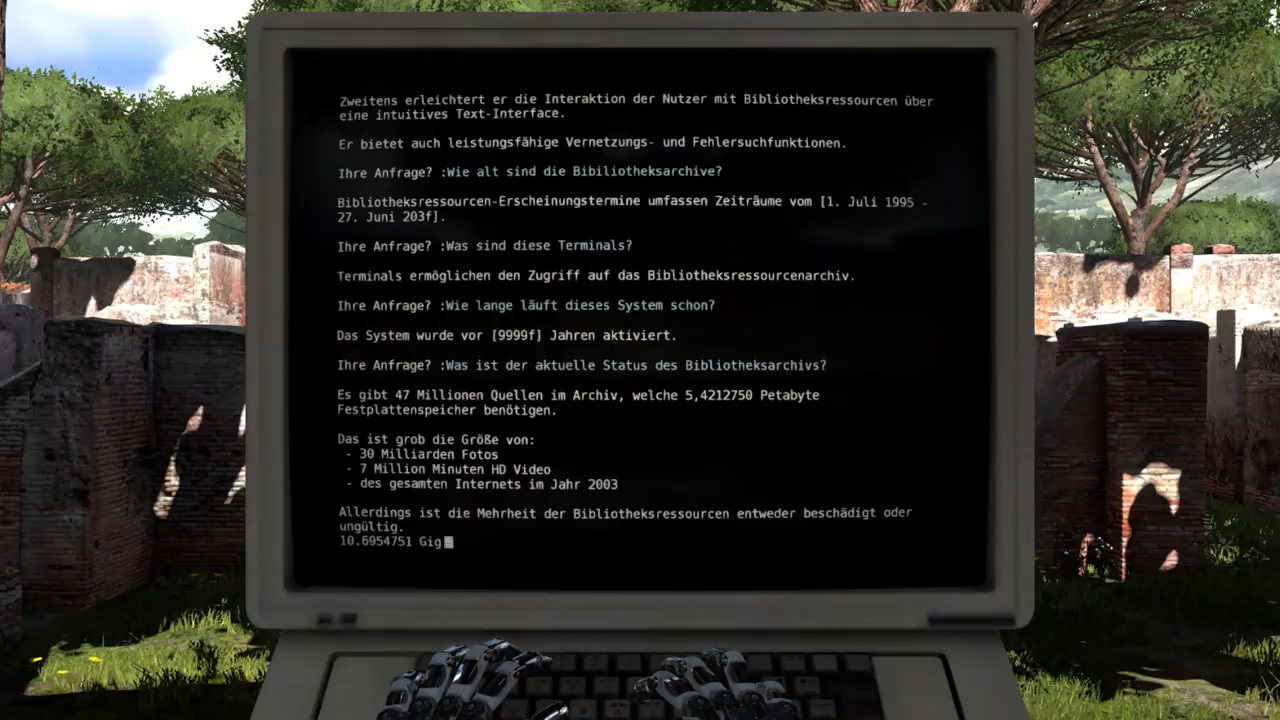 Zweitens erleichtert er die Interaktion der Nutzer mit Bibliotheksressourcen über
eine intuitives Text-Interface.
Er bietet auch leistungsfähige Vernetzungs- und Fehlersuchfunktionen.
Ihre Anfrage? :Wie alt sind die Bibiliotheksarchive?
Bibliotheksressourcen-Erscheinungstermine umfassen Zeiträume vom [1. Juli 1995 -
27. Juni 203f].
Ihre Anfrage? :Was sind diese Terminals?
Terminals ermöglichen den Zugriff auf das Bibliotheksressourcenarchiv.
Ihre Anfrage? :Wie lange läuft dieses System schon?
Das System wurde vor [9999f] Jahren aktiviert.
Ihre Anfrage? :Was ist der aktuelle Status des Bibliotheksarchivs?
Es gibt 47 Millionen Quellen im Archiv, welche 5,4212750 Petabyte
Festplattenspeicher benötigen.
Das ist grob die Größe von:
- 30 Milliarden Fotos
- 7 Million Minuten HD Video
- des gesamten Internets im Jahr 2003
Allerdings ist die Mehrheit der Bibliotheksressourcen entweder beschädigt oder
ungültig.
10.6954751 Gig